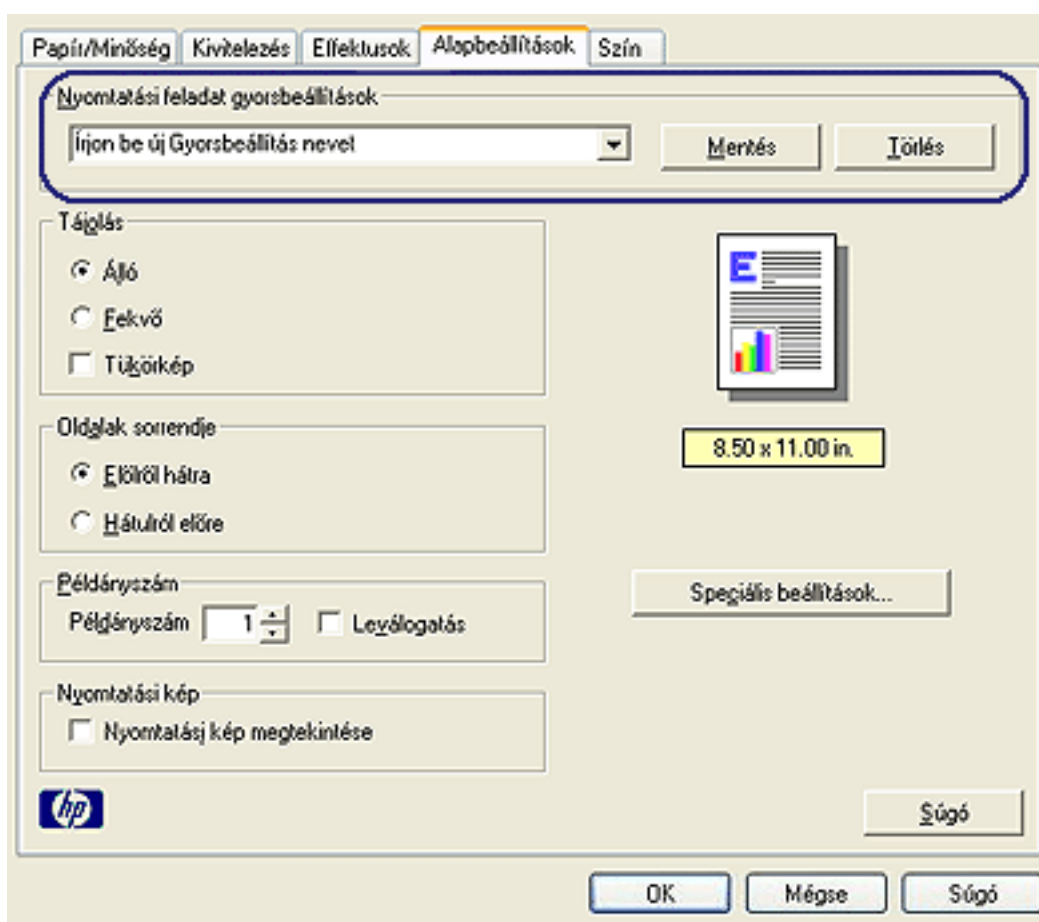 Papír/Minőség Kivitelezés Effektusok Alapbeállítások Szín
Nyomtatási feladat gyorsbeállítások
Írjon be új Gyorsbeállítás nevet Mentés Törlés
Tájolás
Álló
Fekvő
Tükörkép
E
8.50 x 11.00 in.
Oldalak sorrendje
Elölről hátra
Hátulról előre
Példányszám
Példányszám 1 Leválogatás
Speciális beállítások...
Nyomtatási kép
Nyomtatási kép megtekintése
hp
Súgó
OK Mégse Súgó